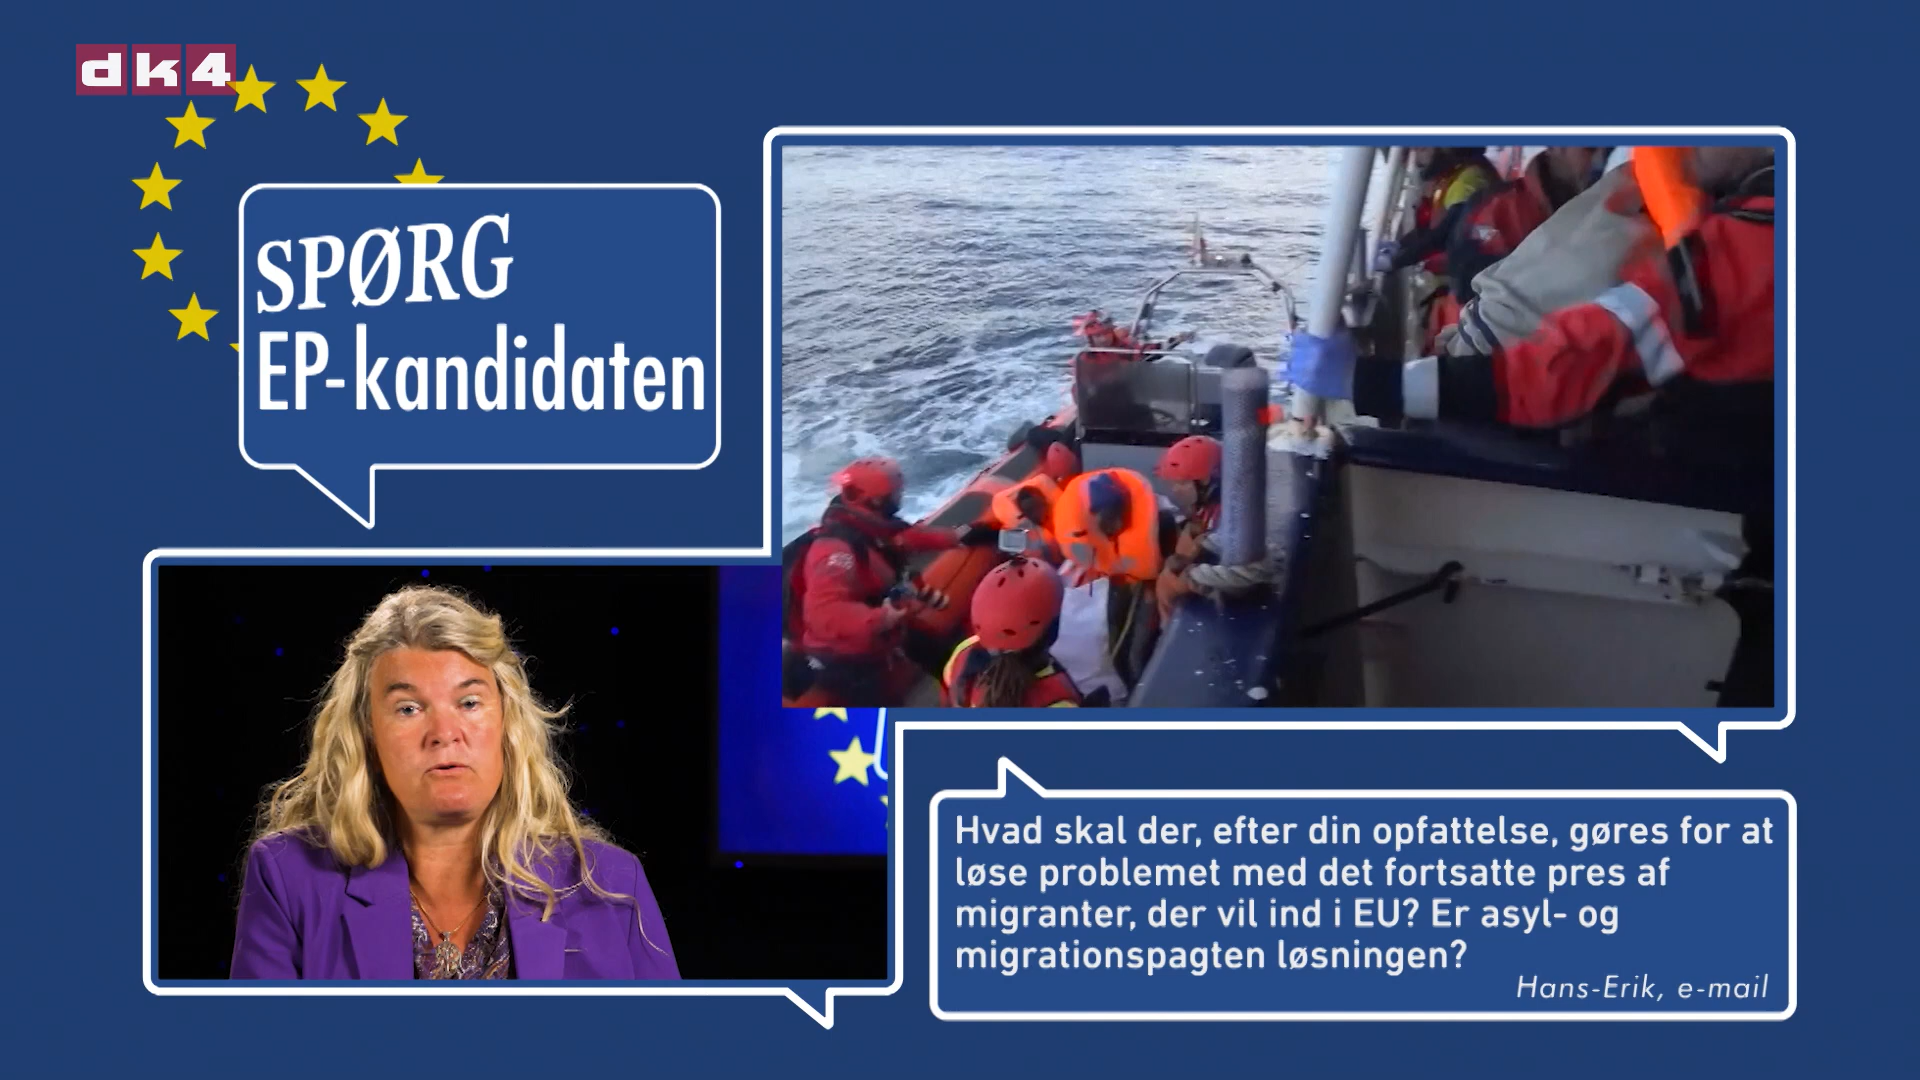 dk4
SPØRG
EP-kandidaten
Hvad skal der, efter din opfattelse, gøres for at
løse problemet med det fortsatte pres af
migranter, der vil ind i EU? Er asyl- og
migrationspagten løsningen?
Hans-Erik, e-mail